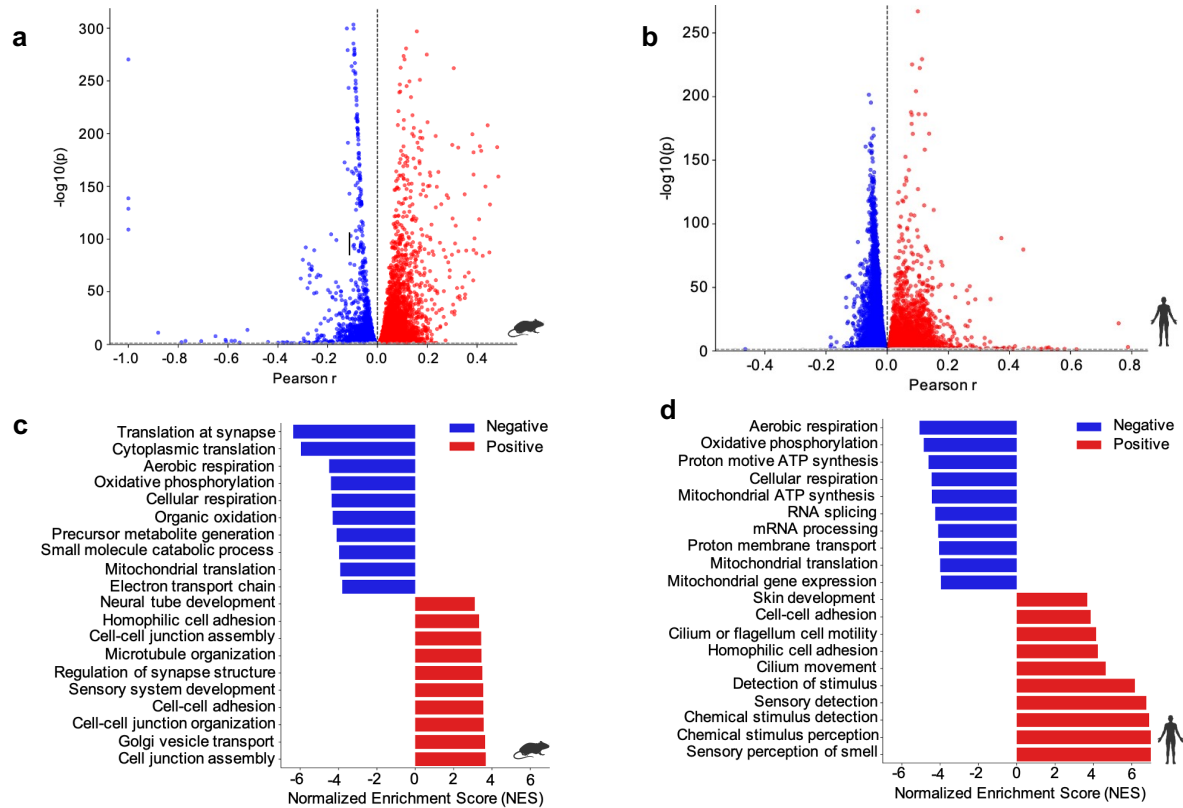 a
300
250
200
150
100
50
0
-log10(p)
-1.0 -0.8 -0.6 -0.4 -0.2 0.0 0.2 0.4
Pearson r
b
250
200
150
100
50
0
-log10(p)
-0.4 -0.2 0.0 0.2 0.4 0.6 0.8
Pearson r
c
Negative
Positive
Translation at synapse
Cytoplasmic translation
Aerobic respiration
Oxidative phosphorylation
Cellular respiration
Organic oxidation
Precursor metabolite generation
Small molecule catabolic process
Mitochondrial translation
Electron transport chain
Neural tube development
Homophilic cell adhesion
Cell-cell junction assembly
Microtubule organization
Regulation of synapse structure
Sensory system development
Cell-cell adhesion
Cell-cell junction organization
Golgi vesicle transport
Cell junction assembly
-6 -4 -2 0 2 4 6
Normalized Enrichment Score (NES)
d
Negative
Positive
Aerobic respiration
Oxidative phosphorylation
Proton motive ATP synthesis
Cellular respiration
Mitochondrial ATP synthesis
RNA splicing
mRNA processing
Proton membrane transport
Mitochondrial translation
Mitochondrial gene expression
Skin development
Cell-cell adhesion
Cilium or flagellum cell motility
Homophilic cell adhesion
Cilium movement
Detection of stimulus
Sensory detection
Chemical stimulus detection
Chemical stimulus perception
Sensory perception of smell
-6 -4 -2 0 2 4 6
Normalized Enrichment Score (NES)